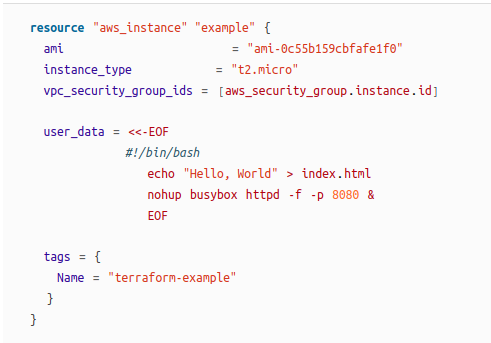 resource "aws_instance" "example" {
  ami                    = "ami-0c55b159cbfafe1f0"
  instance_type          = "t2.micro"
  vpc_security_group_ids = [aws_security_group.instance.id]

  user_data = <<-EOF
              #!/bin/bash
                 echo "Hello, World" > index.html
                 nohup busybox httpd -f -p 8080 &
                 EOF

  tags = {
    Name = "terraform-example"
  }
}